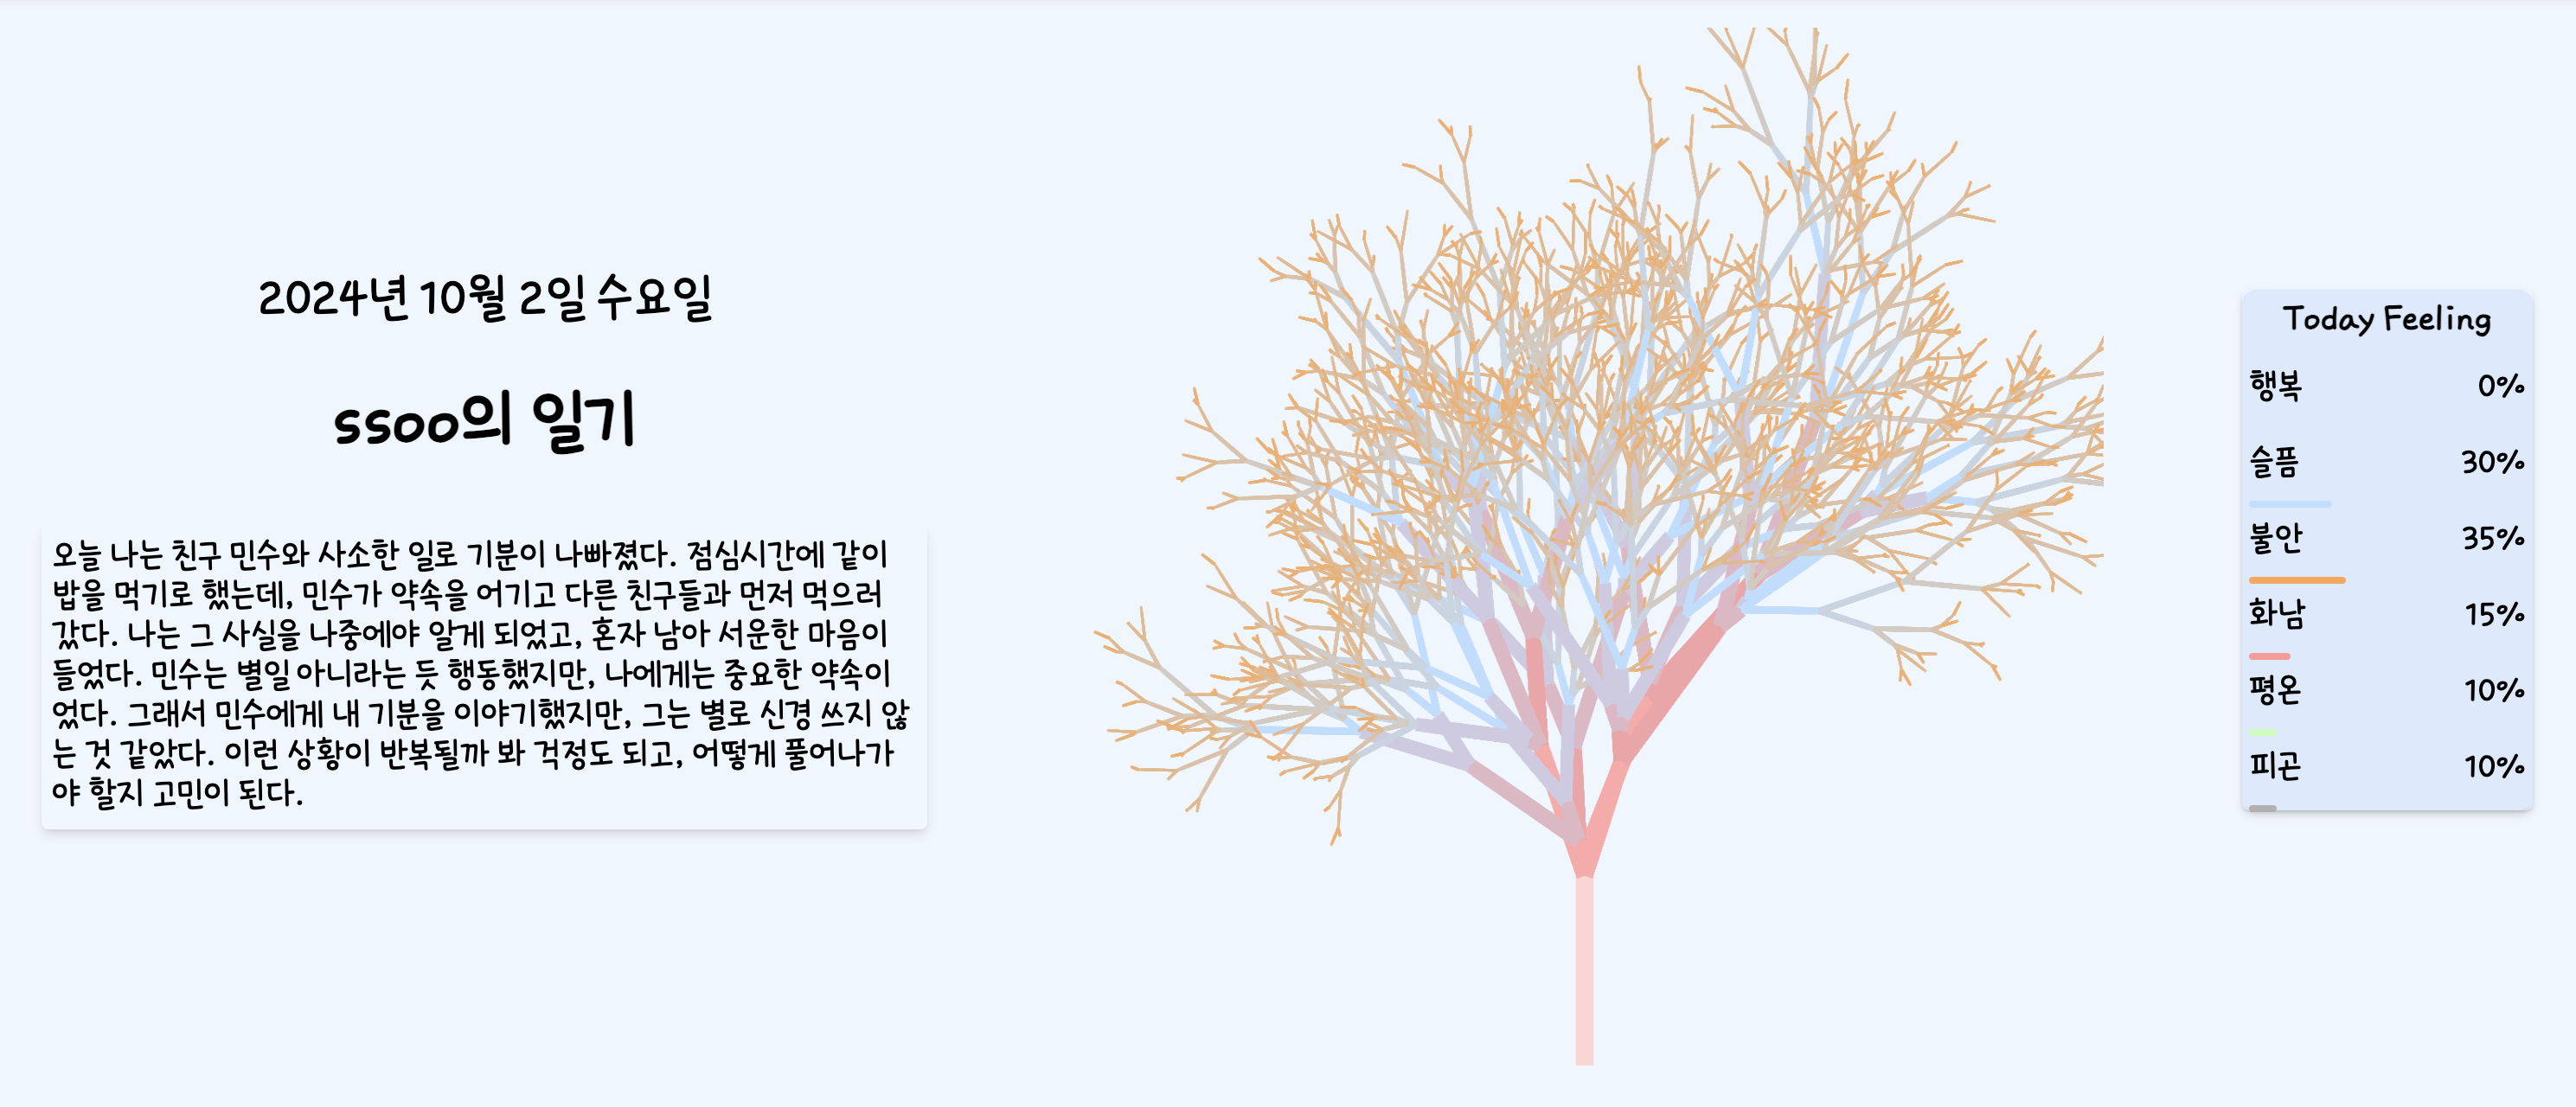 2024년 10월 2일 수요일
ssoo의 일기
오늘 나는 친구 민수와 사소한 일로 기분이 나빠졌다. 점심시간에 같이
밥을 먹기로 했는데, 민수가 약속을 어기고 다른 친구들과 먼저 먹으러
갔다. 나는 그 사실을 나중에야 알게 되었고, 혼자 남아 서운한 마음이
들었다. 민수는 별일 아니라는 듯 행동했지만, 나에게는 중요한 약속이
었다. 그래서 민수에게 내 기분을 이야기했지만, 그는 별로 신경 쓰지 않
는 것 같았다. 이런 상황이 반복될까 봐 걱정도 되고, 어떻게 풀어나가
야 할지 고민이 된다.
Today Feeling
행복 0%
슬픔 30%
불안 35%
화남 15%
평온 10%
피곤 10%